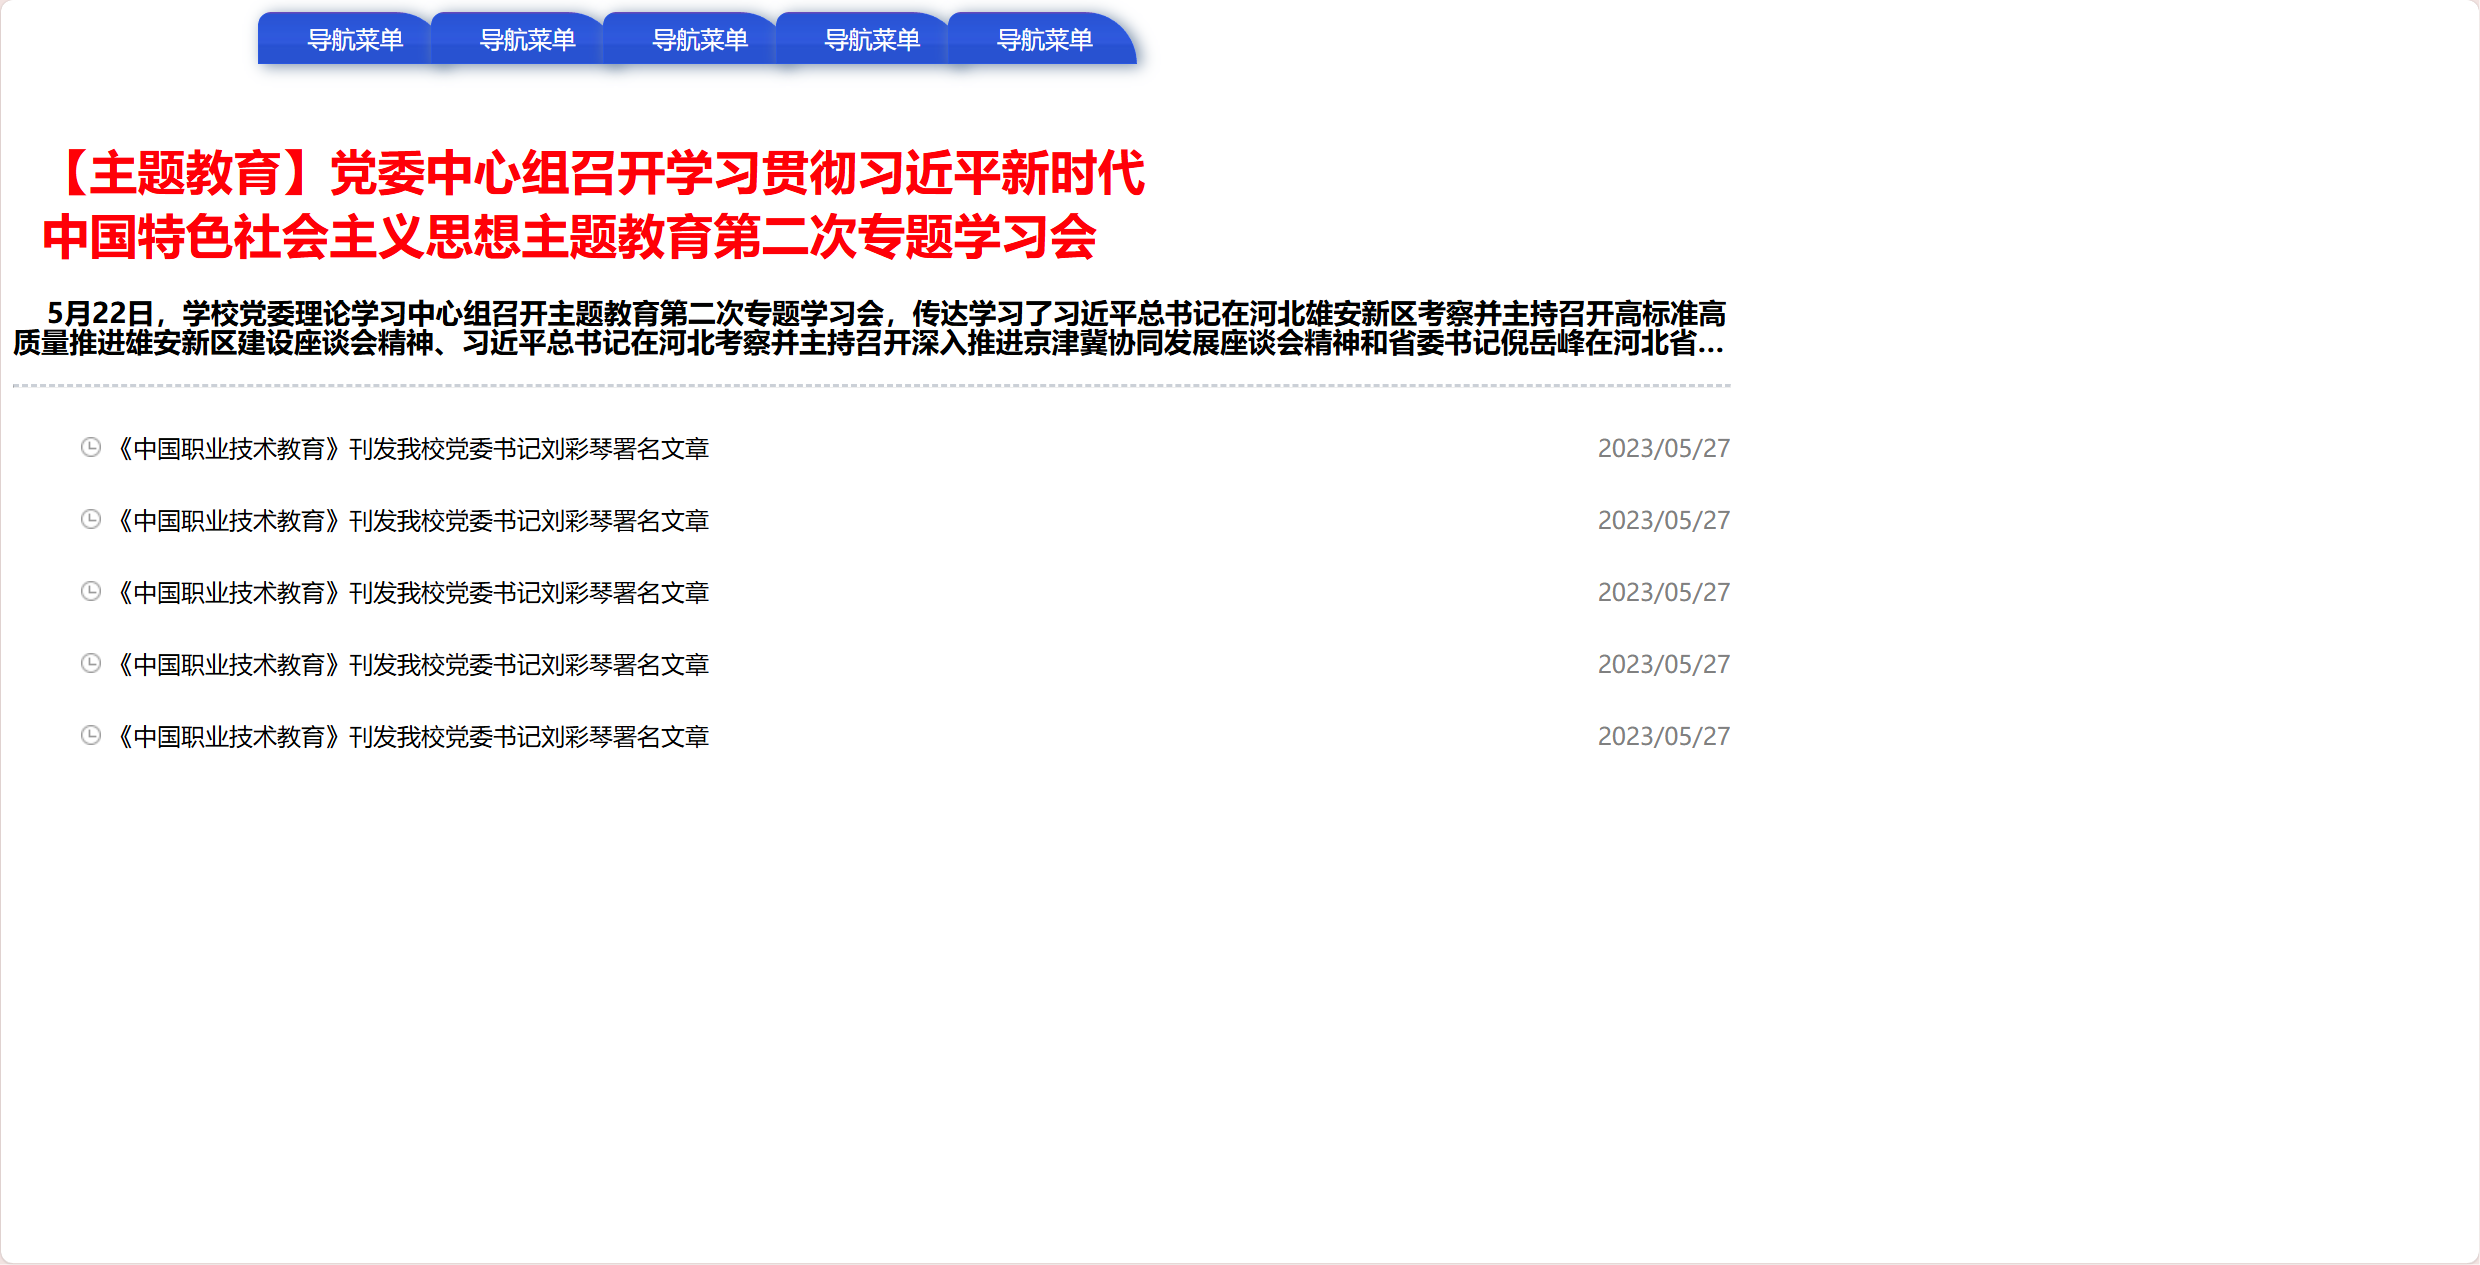 导航菜单 导航菜单 导航菜单 导航菜单 导航菜单
【主题教育】党委中心组召开学习贯彻习近平新时代
中国特色社会主义思想主题教育第二次专题学习会
5月22日，学校党委理论学习中心组召开主题教育第二次专题学习会，传达学习了习近平总书记在河北雄安新区考察并主持召开高标准高
质量推进雄安新区建设座谈会精神、习近平总书记在河北考察并主持召开深入推进京津冀协同发展座谈会精神和省委书记倪岳峰在河北省...
《中国职业技术教育》刊发我校党委书记刘彩琴署名文章 2023/05/27
《中国职业技术教育》刊发我校党委书记刘彩琴署名文章 2023/05/27
《中国职业技术教育》刊发我校党委书记刘彩琴署名文章 2023/05/27
《中国职业技术教育》刊发我校党委书记刘彩琴署名文章 2023/05/27
《中国职业技术教育》刊发我校党委书记刘彩琴署名文章 2023/05/27